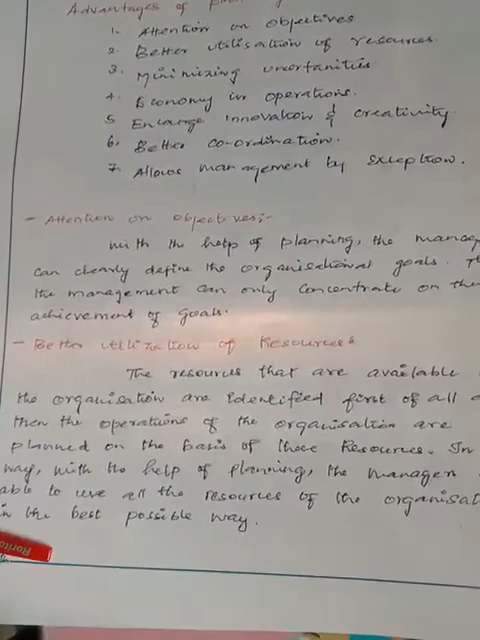 Advantages of
1. Attention on objectives
2. Better utilisation of resources.
3. Minimizing uncertanities
4. Economy in operations.
5. Encarage Innovation & creativity.
6. Better co-ordination.
7. Allows management by exception.
- Attention on objectives;-
With the help of planning, the manage
can clearly define the organisational goals. Th
the management can only concentrate on the
achievement of goals.
- Better utilization of Resources:
The resources that are available
the organisation are identified first of all a
then the operations of the organisation are
planned on the basis of those Resources. In
way, with the help of planning, the manager
able to use all the resources of the organisat
in the best possible way.
Rorito